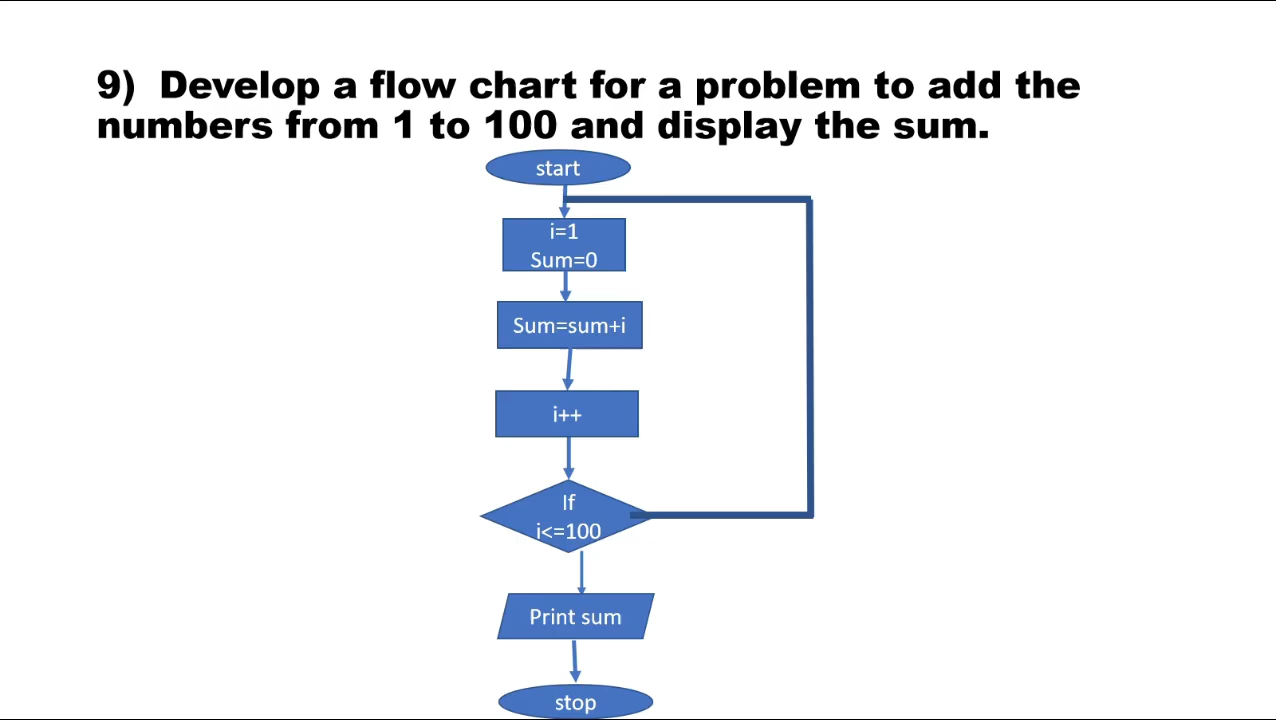 9) Develop a flow chart for a problem to add the
numbers from 1 to 100 and display the sum.
start
i=1
Sum=0
Sum=sum+i
i++
If
i<=100
Print sum
stop